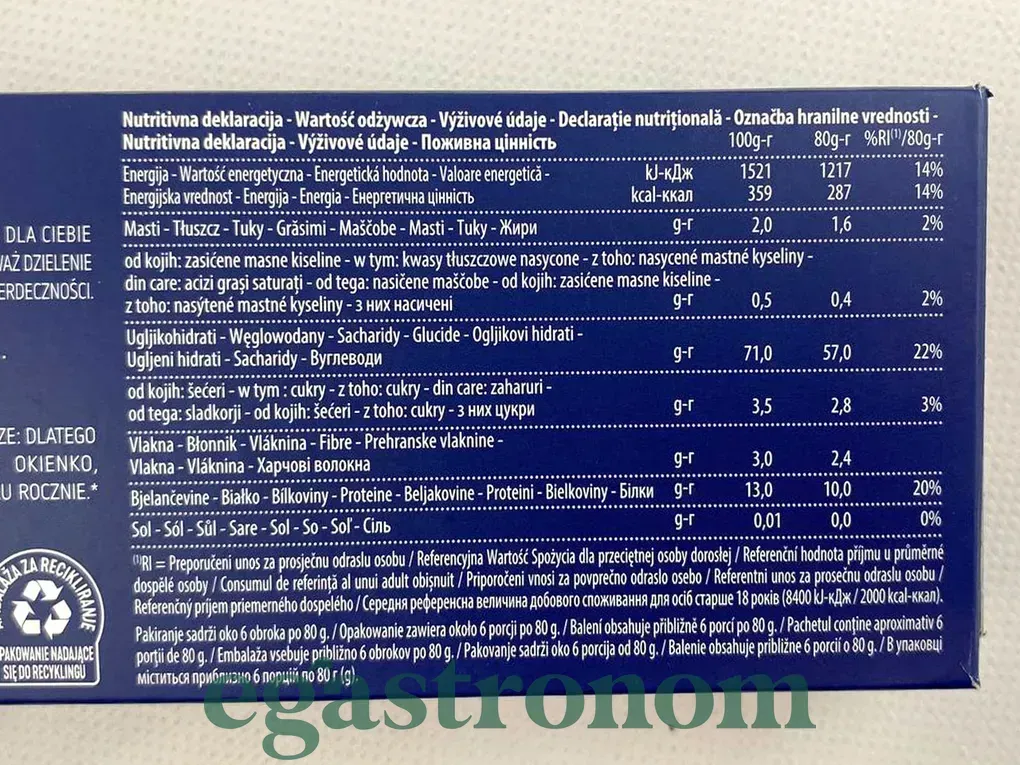 Nutritivna deklaracija - Wartość odżywcza - Výživové údaje - Declarație nutrițională - Označba hranilne vrednosti -
Nutritivna deklaracija - Výživové údaje - Поживна цінність 100g-г 80g-г %RI⁽¹⁾/80g-г
Energija - Wartość energetyczna - Energetická hodnota - Valoare energetică - kJ-кДж 1521 1217 14%
Energijska vrednost - Energija - Energia - Енергетична цінність kcal-ккал 359 287 14%
Masti - Tłuszcz - Tuky - Grăsimi - Maščobe - Masti - Tuky - Жири g-г 2,0 1,6 2%
od kojih: zasićene masne kiseline - w tym: kwasy tłuszczowe nasycone - z toho: nasycené mastné kyseliny -
din care: acizi grași saturați - od tega: nasičene maščobe - od kojih: zasićene masne kiseline -
z toho: nasýtené mastné kyseliny - з них насичені g-г 0,5 0,4 2%
Ugljikohidrati - Węglowodany - Sacharidy - Glucide - Ogljikovi hidrati -
Ugljeni hidrati - Sacharidy - Вуглеводи g-г 71,0 57,0 22%
od kojih: šećeri - w tym : cukry - z toho: cukry - din care: zaharuri -
od tega: sladkorji - od kojih: šećeri - z toho: cukry - з них цукри g-г 3,5 2,8 3%
Vlakna - Błonnik - Vláknina - Fibre - Prehranske vlaknine -
Vlakna - Vláknina - Харчові волокна g-г 3,0 2,4
Bjelančevine - Białko - Bílkoviny - Proteine - Beljakovine - Proteini - Bielkoviny - Білки g-г 13,0 10,0 20%
Sol - Sól - Sůl - Sare - Sol - So - Soľ - Сіль g-г 0,01 0,0 0%
⁽¹⁾RI = Preporučeni unos za prosječnu odraslu osobu / Referencyjna Wartość Spożycia dla przeciętnej osoby dorosłej / Referenční hodnota příjmu u průměrné
dospělé osoby / Consumul de referință al unui adult obișnuit / Priporočeni vnosi za povprečno odraslo osebo / Referentni unos za prosečnu odraslu osobu /
Referenčný príjem priemerného dospelého / Середня референсна величина добового споживання для осіб старше 18 років (8400 kJ-кДж / 2000 kcal-ккал).
Pakiranje sadrži oko 6 obroka po 80 g. / Opakowanie zawiera około 6 porcji po 80 g. / Balení obsahuje přibližně 6 porcí po 80 g. / Pachetul conține aproximativ 6
porții de 80 g. / Embalaža vsebuje približno 6 obrokov po 80 g. / Pakovanje sadrži oko 6 porcija od 80 g. / Balenie obsahuje približne 6 porcií o 80 g. / В упаковці
міститься приблизно 6 порцій по 80 г (g).
DLA CIEBIE
DZIELENIE
OKIENKO,
DLATEGO
ROCZNIE.*
ZA RECYKLINGIEM
NADAJĄCE
SIĘ DO RECYKLINGU
egastronom